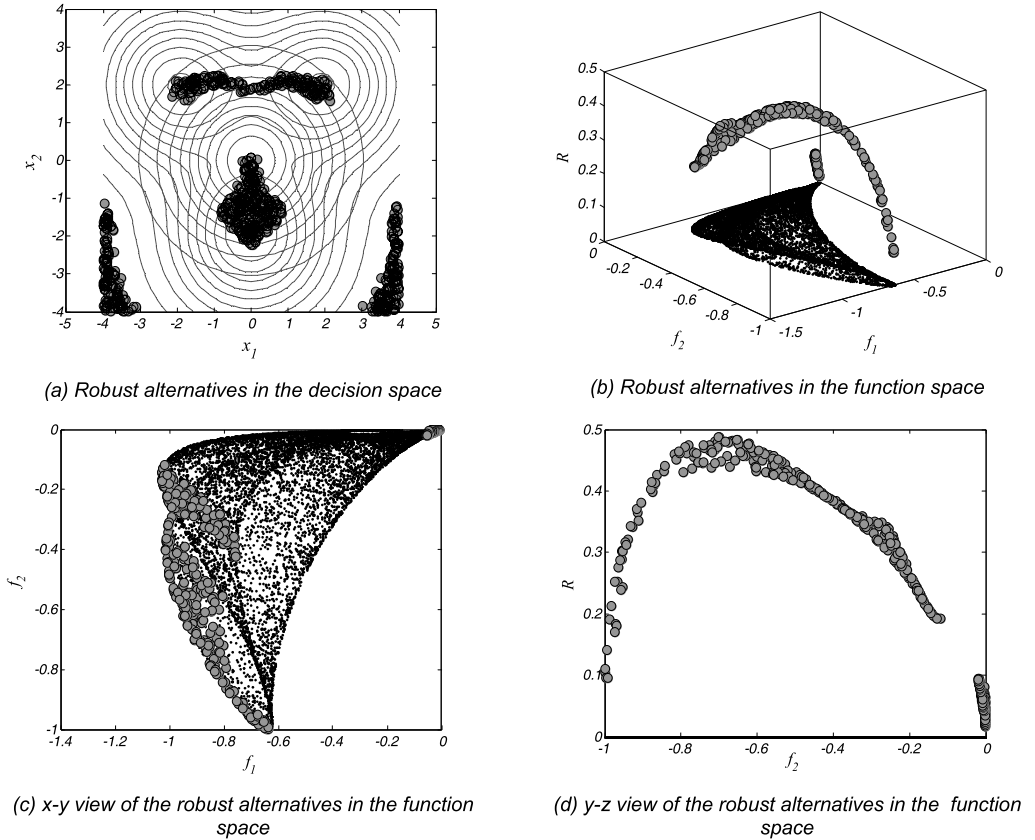 4
3
2
1
0
-1
-2
-3
-4
x2
-5 -4 -3 -2 -1 0 1 2 3 4 5
x1
(a) Robust alternatives in the decision space
0.5
0.4
0.3
0.2
0.1
0
R
0
-0.2
-0.4
-0.6
-0.8
-1
f2
-1.5
-1
-0.5
0
f1
(b) Robust alternatives in the function space
0
-0.2
-0.4
-0.6
-0.8
-1
f2
-1.4 -1.2 -1 -0.8 -0.6 -0.4 -0.2 0
f1
(c) x-y view of the robust alternatives in the function
space
0.5
0.4
0.3
0.2
0.1
0
R
-1 -0.8 -0.6 -0.4 -0.2 0
f2
(d) y-z view of the robust alternatives in the function
space